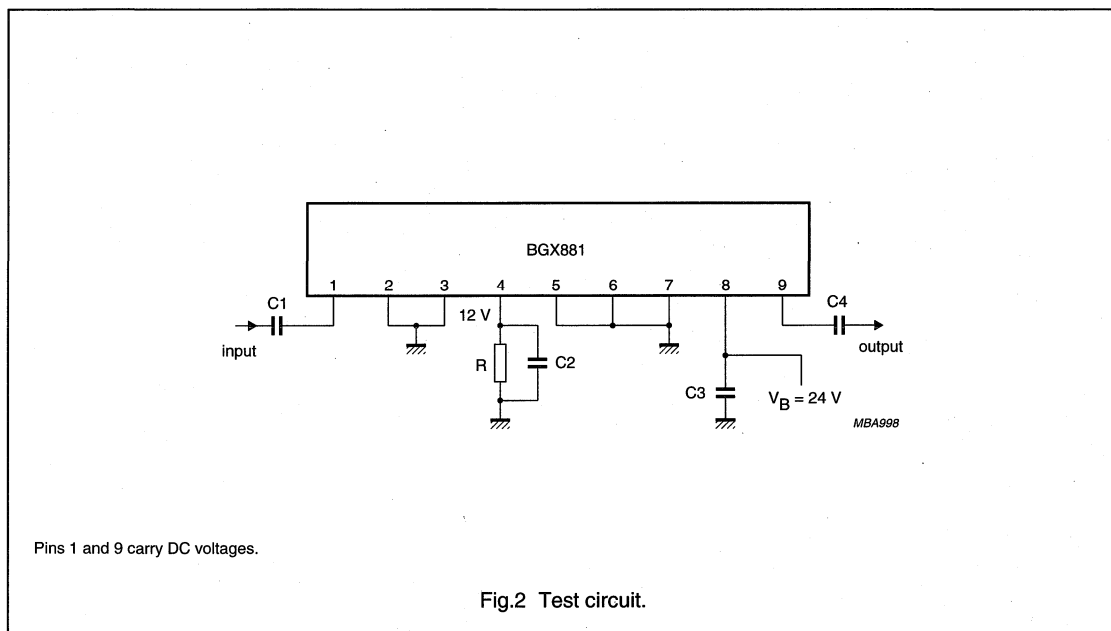 BGX881
1 2 3 4 5 6 7 8 9
C1
12 V
C4
input
R
C2
output
C3
V_B = 24 V
MBA998
Pins 1 and 9 carry DC voltages.
Fig.2 Test circuit.